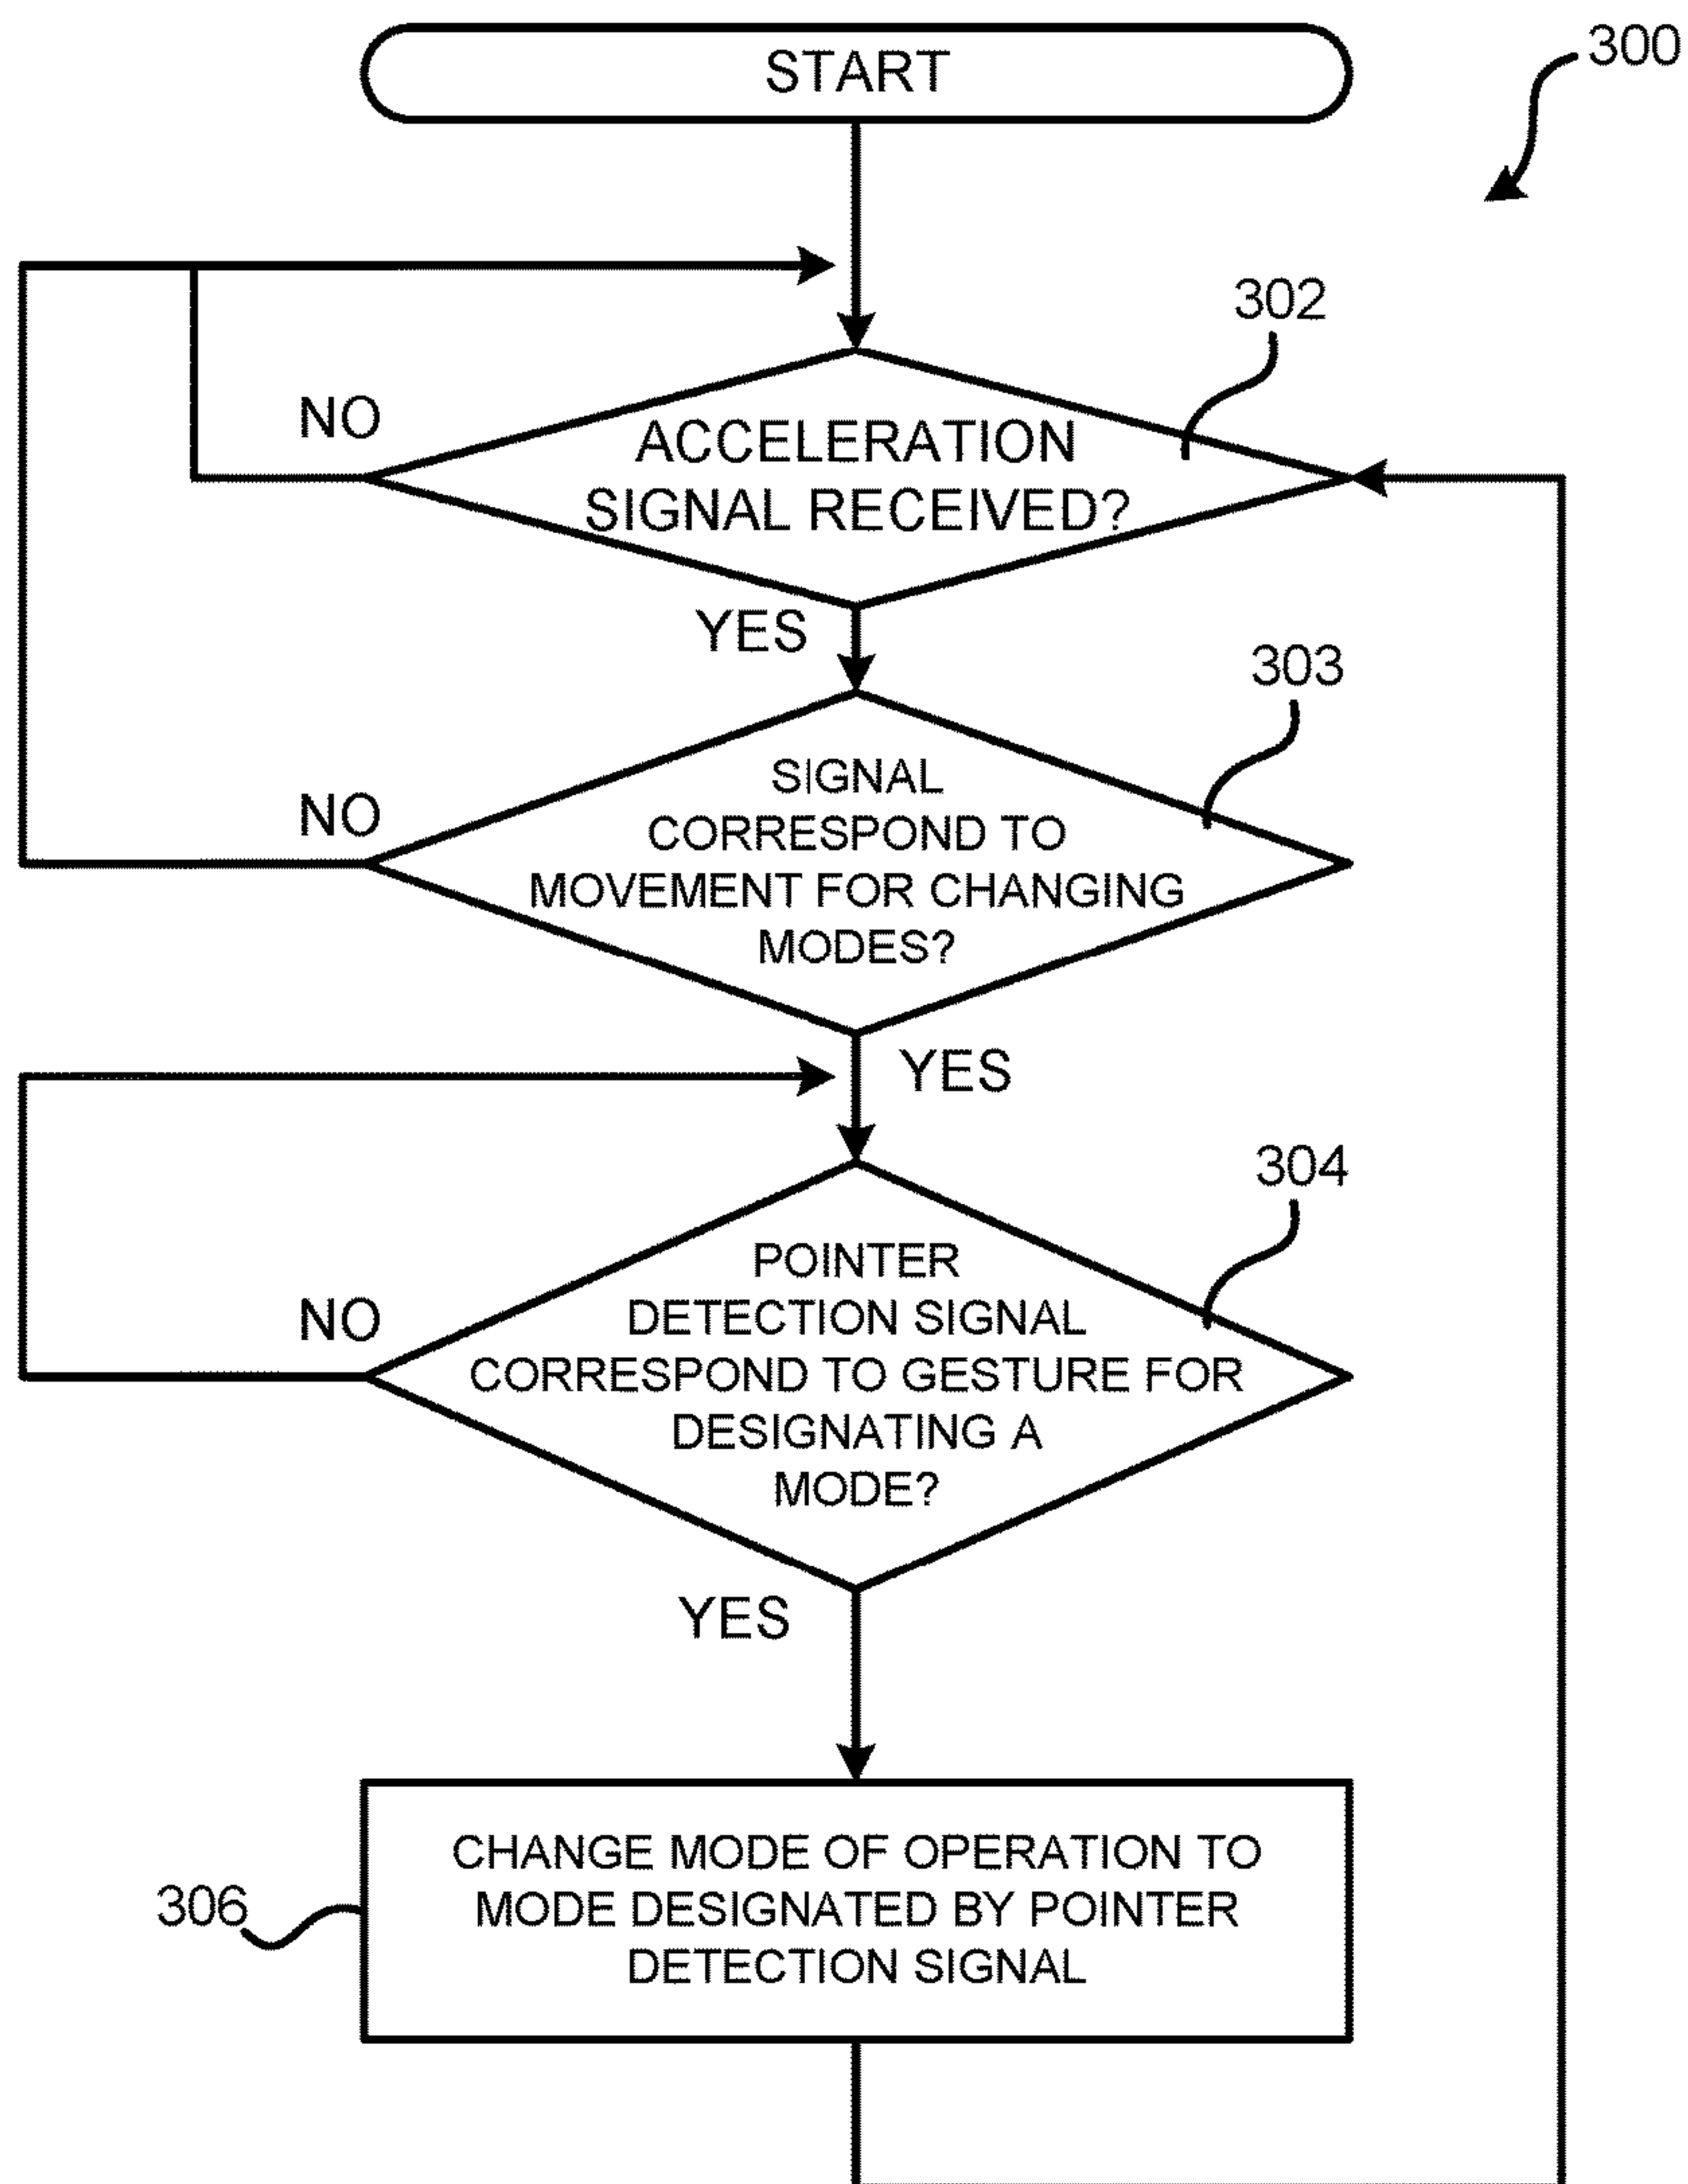 START
300
302
NO
ACCELERATION
SIGNAL RECEIVED?
YES
303
SIGNAL
CORRESPOND TO
MOVEMENT FOR CHANGING
MODES?
NO
YES
304
POINTER
DETECTION SIGNAL
CORRESPOND TO GESTURE FOR
DESIGNATING A
MODE?
NO
YES
CHANGE MODE OF OPERATION TO
MODE DESIGNATED BY POINTER
DETECTION SIGNAL
306